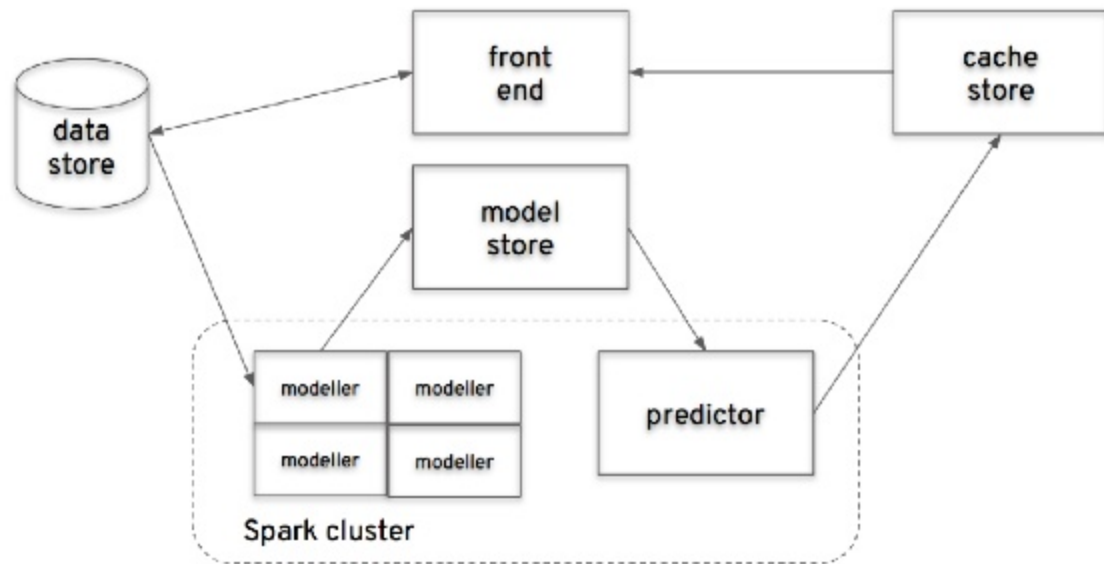 front
end
cache
store
data
store
model
store
modeller
modeller
modeller
modeller
predictor
Spark cluster